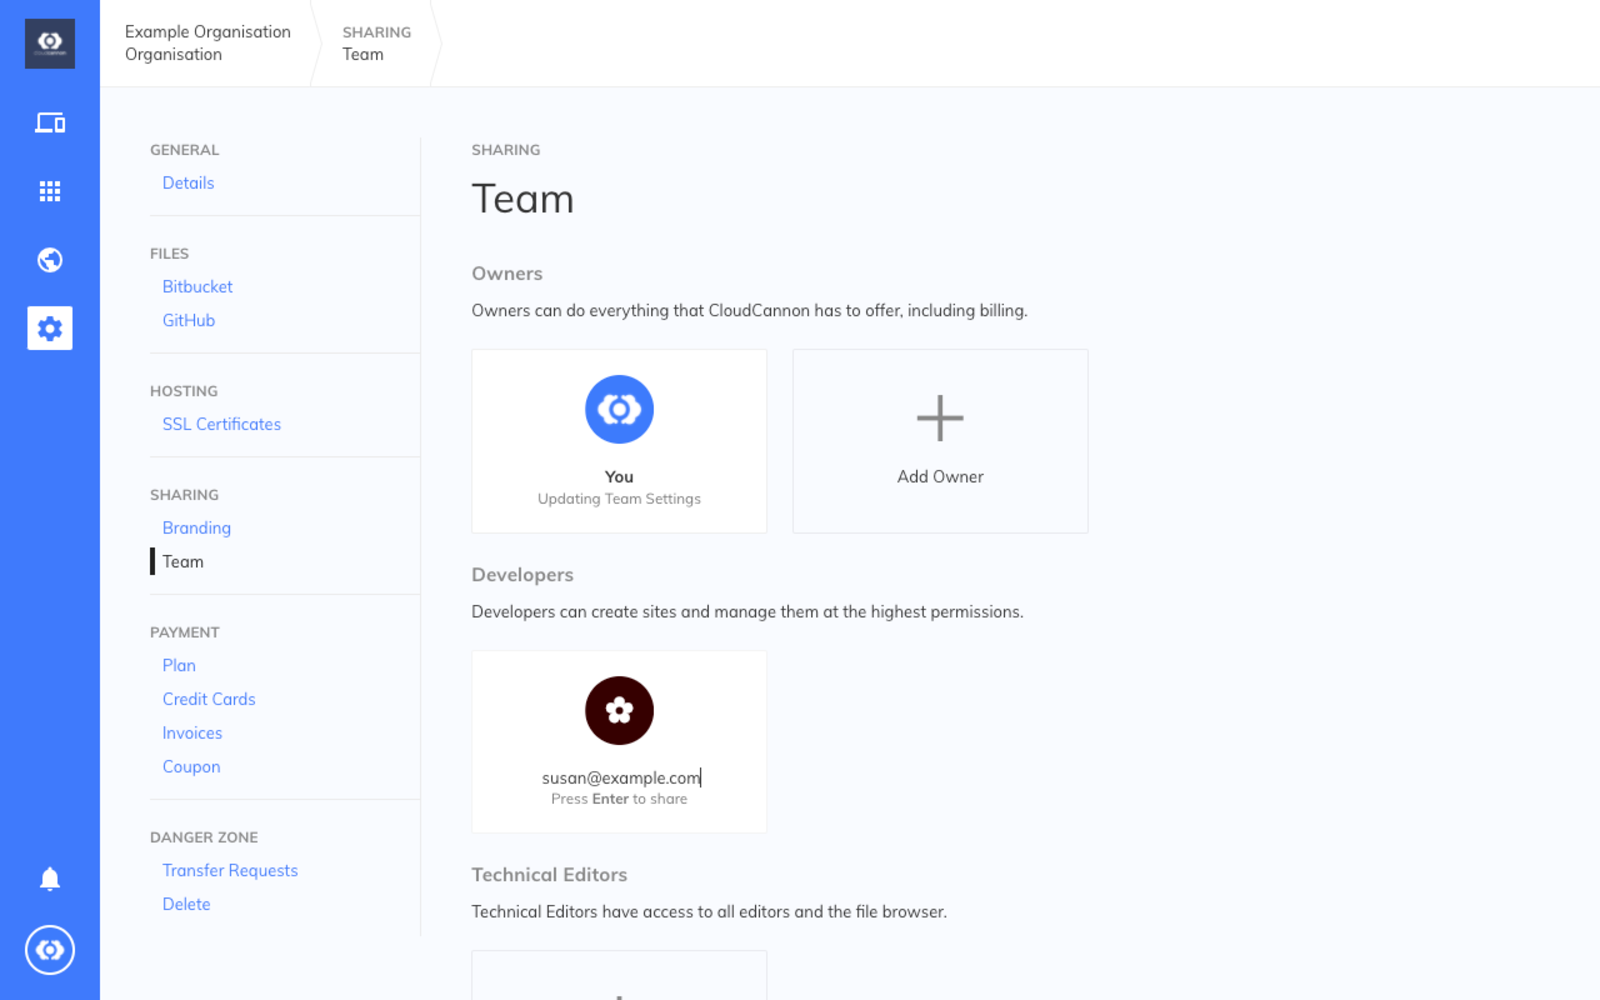 Example Organisation
Organisation
SHARING
Team
GENERAL
Details
FILES
Bitbucket
GitHub
HOSTING
SSL Certificates
SHARING
Branding
Team
PAYMENT
Plan
Credit Cards
Invoices
Coupon
DANGER ZONE
Transfer Requests
Delete
SHARING
Team
Owners
Owners can do everything that CloudCannon has to offer, including billing.
You
Updating Team Settings
Add Owner
Developers
Developers can create sites and manage them at the highest permissions.
susan@example.com
Press Enter to share
Technical Editors
Technical Editors have access to all editors and the file browser.